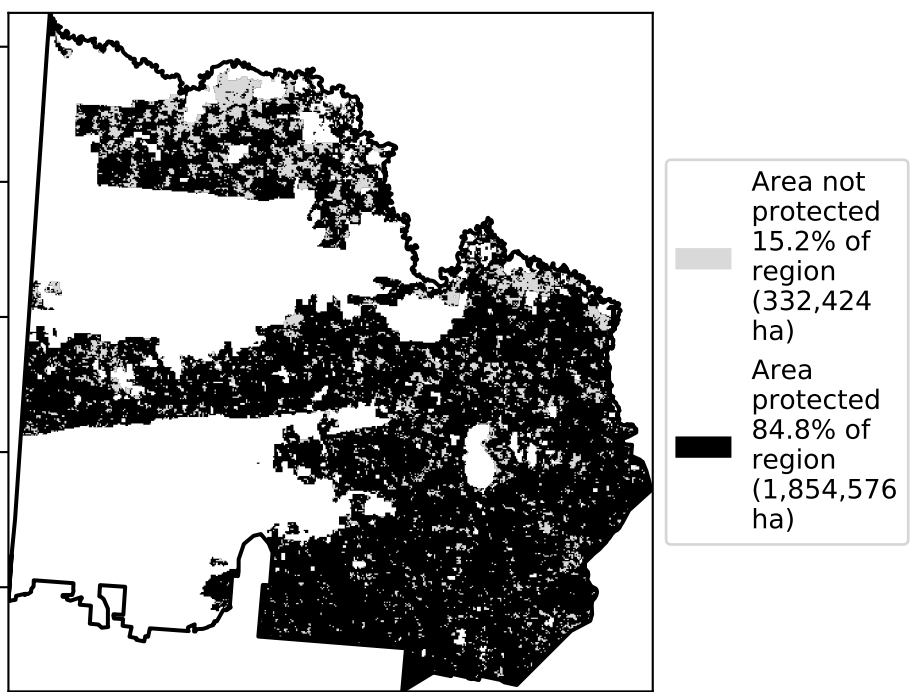 Area not
protected
15.2% of
region
(332,424
ha)
Area
protected
84.8% of
region
(1,854,576
ha)